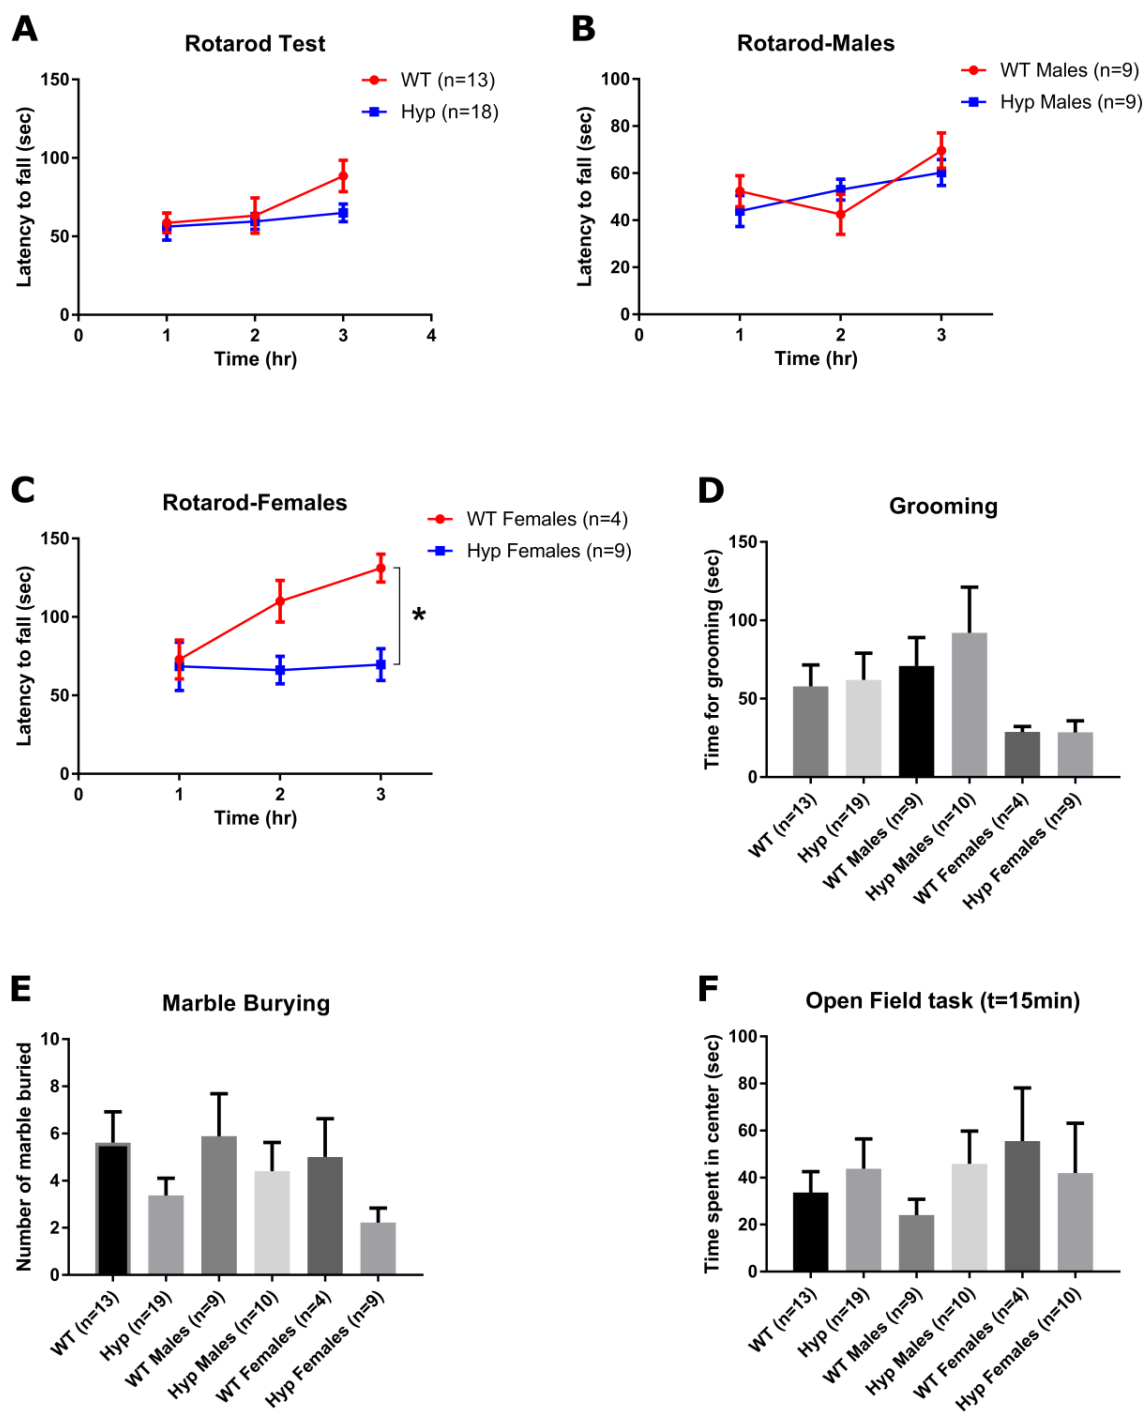 A
Rotarod Test
WT (n=13)
Hyp (n=18)
Latency to fall (sec)
150
100
50
0
0 1 2 3 4
Time (hr)
B
Rotarod-Males
WT Males (n=9)
Hyp Males (n=9)
Latency to fall (sec)
100
80
60
40
20
0
0 1 2 3
Time (hr)
C
Rotarod-Females
WT Females (n=4)
Hyp Females (n=9)
Latency to fall (sec)
150
100
50
0
*
0 1 2 3
Time (hr)
D
Grooming
Time for grooming (sec)
150
100
50
0
WT (n=13)
Hyp (n=19)
WT Males (n=9)
Hyp Males (n=10)
WT Females (n=4)
Hyp Females (n=9)
E
Marble Burying
Number of marble buried
10
8
6
4
2
0
WT (n=13)
Hyp (n=19)
WT Males (n=9)
Hyp Males (n=10)
WT Females (n=4)
Hyp Females (n=9)
F
Open Field task (t=15min)
Time spent in center (sec)
100
80
60
40
20
0
WT (n=13)
Hyp (n=19)
WT Males (n=9)
Hyp Males (n=10)
WT Females (n=4)
Hyp Females (n=10)